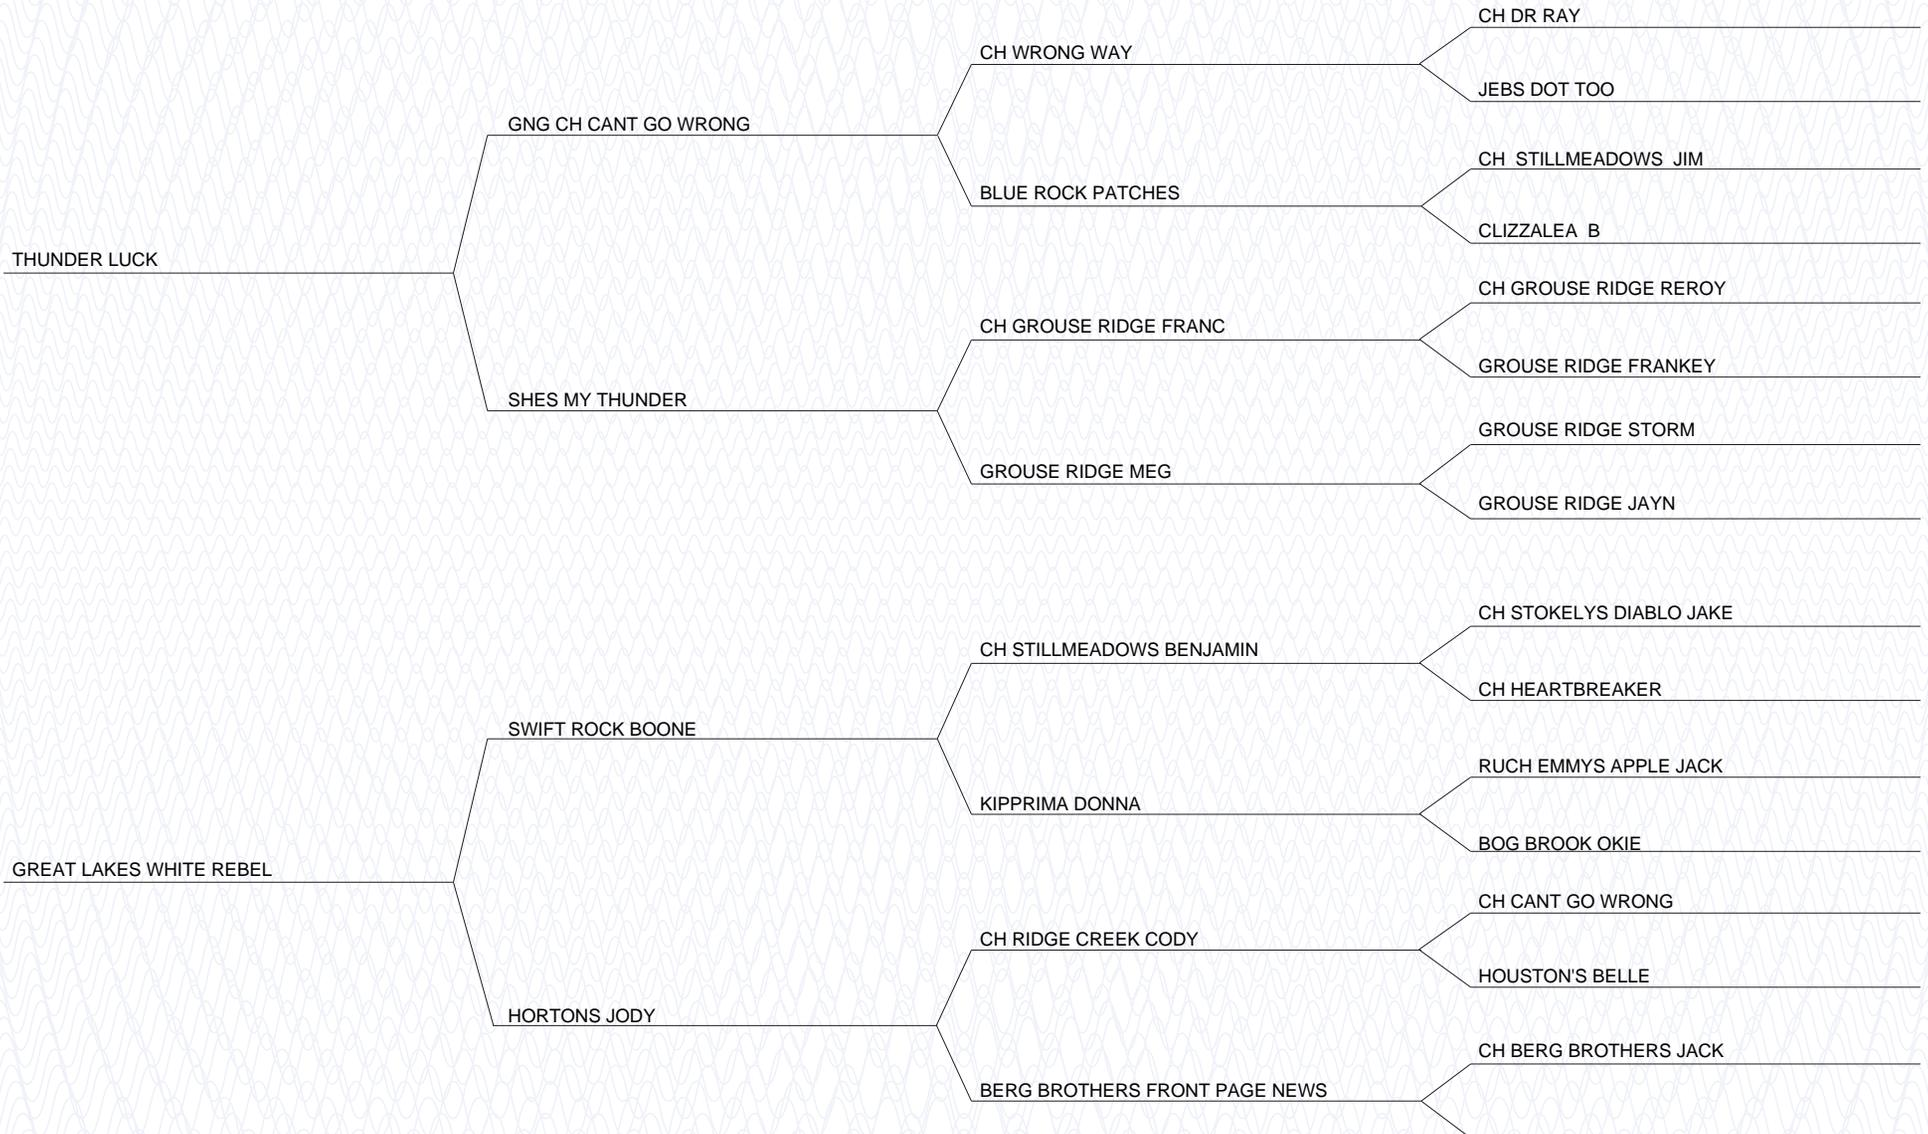 CH DR RAY
CH WRONG WAY
JEBS DOT TOO
GNG CH CANT GO WRONG
CH  STILLMEADOWS  JIM
BLUE ROCK PATCHES
CLIZZALEA  B
THUNDER LUCK
CH GROUSE RIDGE REROY
CH GROUSE RIDGE FRANC
GROUSE RIDGE FRANKEY
SHES MY THUNDER
GROUSE RIDGE STORM
GROUSE RIDGE MEG
GROUSE RIDGE JAYN
CH STOKELYS DIABLO JAKE
CH STILLMEADOWS BENJAMIN
CH HEARTBREAKER
SWIFT ROCK BOONE
RUCH EMMYS APPLE JACK
KIPPRIMA DONNA
BOG BROOK OKIE
GREAT LAKES WHITE REBEL
CH CANT GO WRONG
CH RIDGE CREEK CODY
HOUSTON'S BELLE
HORTONS JODY
CH BERG BROTHERS JACK
BERG BROTHERS FRONT PAGE NEWS